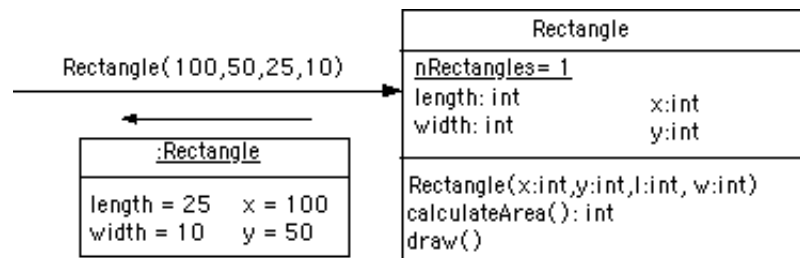 Rectangle(100,50,25,10)
:Rectangle
length = 25 x = 100
width = 10 y = 50
Rectangle
nRectangles= 1
length: int x:int
width: int y:int
Rectangle(x:int,y:int,l:int, w:int)
calculateArea(): int
draw()